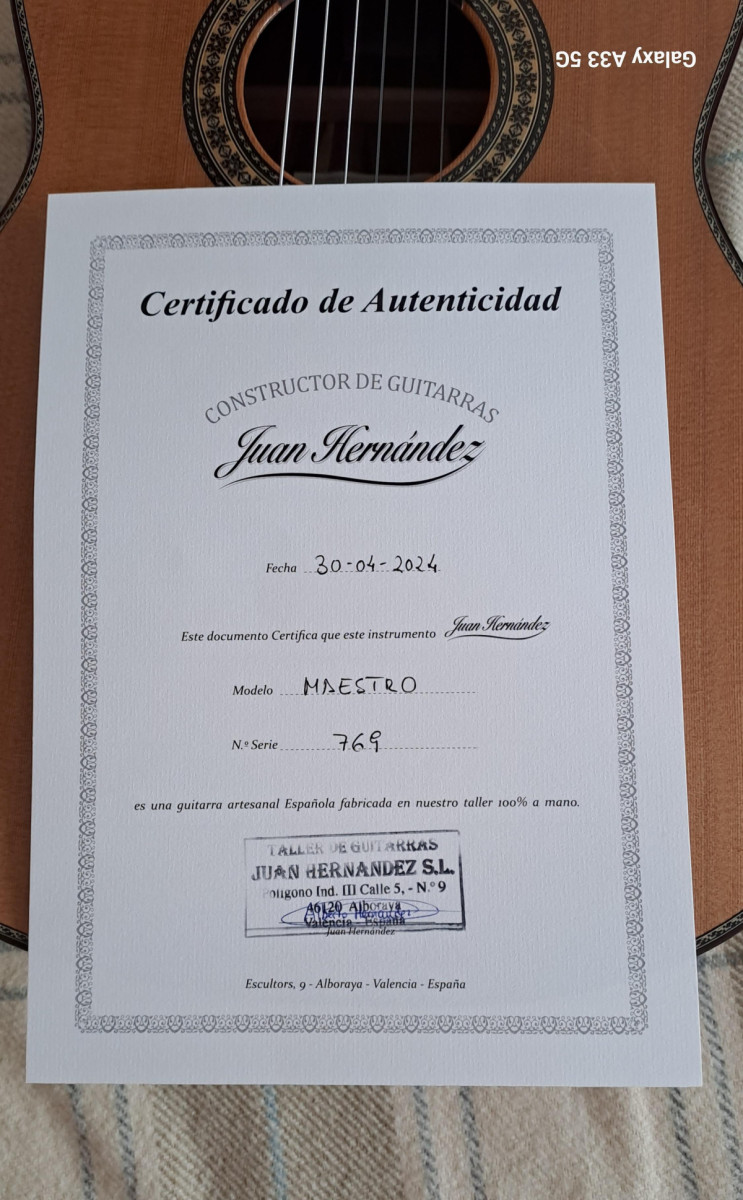 Galaxy A33 5G
Certificado de Autenticidad
CONSTRUCTOR DE GUITARRAS
Juan Hernández
Fecha 30-04-2024
Este documento Certifica que este instrumento Juan Hernández
Modelo MAESTRO
N.º Serie 769
es una guitarra artesanal Española fabricada en nuestro taller 100% a mano.
TALLER DE GUITARRAS
JUAN HERNANDEZ S.L.
Poligono Ind. III Calle 5, - N.º 9
46120 Alboraya
Alberto Hernández
Valencia - España
Juan Hernández
Escultors, 9 - Alboraya - Valencia - España